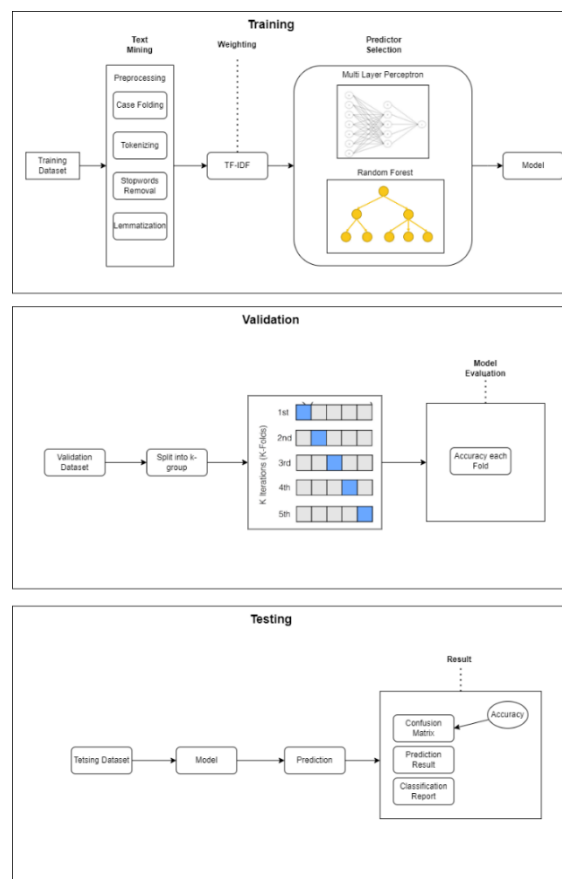 Training
Text
Mining
Weighting
Predictor
Selection
Preprocessing
Case Folding
Tokenizing
Stopwords
Removal
Lemmatization
Training
Dataset
TF-IDF
Multi Layer Perceptron
Random Forest
Model
Validation
Model
Evaluation
Validation
Dataset
Split into k-
group
K Iterations (K-Folds)
1st
2nd
3rd
4th
5th
Accuracy each
Fold
Testing
Result
Tetsing Dataset
Model
Prediction
Confusion
Matrix
Accuracy
Prediction
Result
Classification
Report